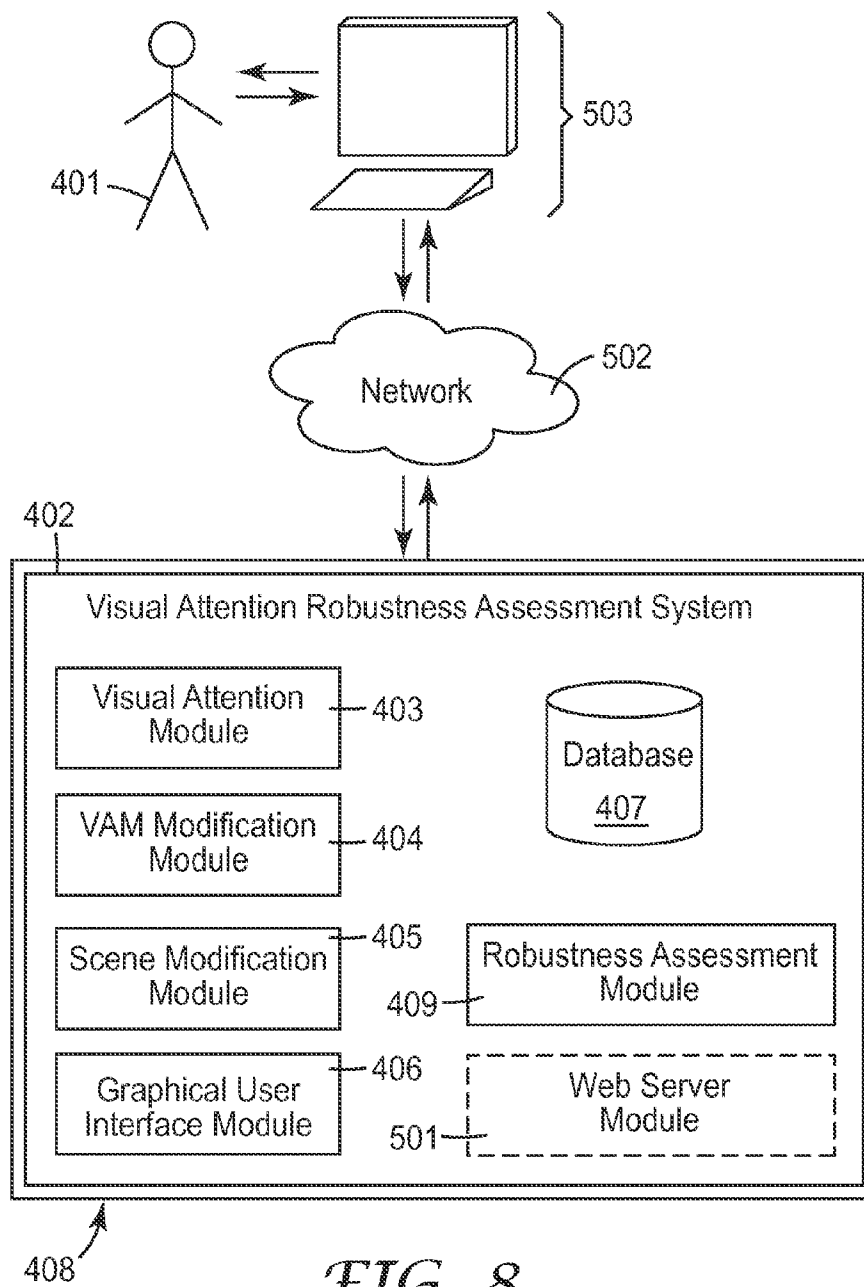 503
401
Network
502
402
Visual Attention Robustness Assessment System
Visual Attention
Module
403
Database
407
VAM Modification
Module
404
Scene Modification
Module
405
Robustness Assessment
Module
409
Graphical User
Interface Module
406
Web Server
Module
501
408
FIG. 8